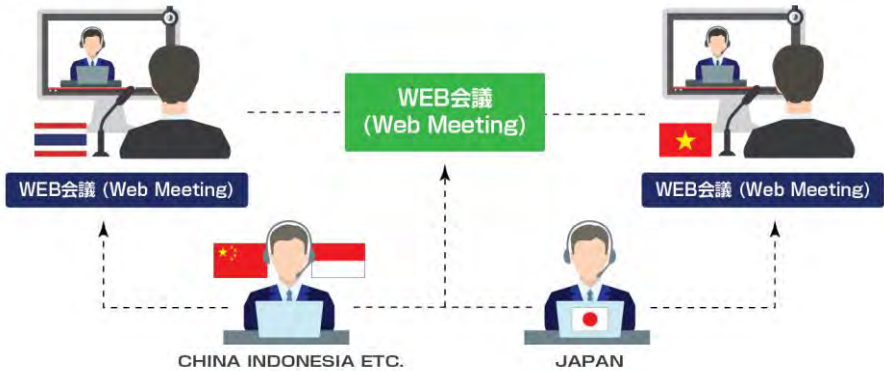 WEB会議
(Web Meeting)
WEB会議 (Web Meeting)
WEB会議 (Web Meeting)
CHINA INDONESIA ETC.
JAPAN